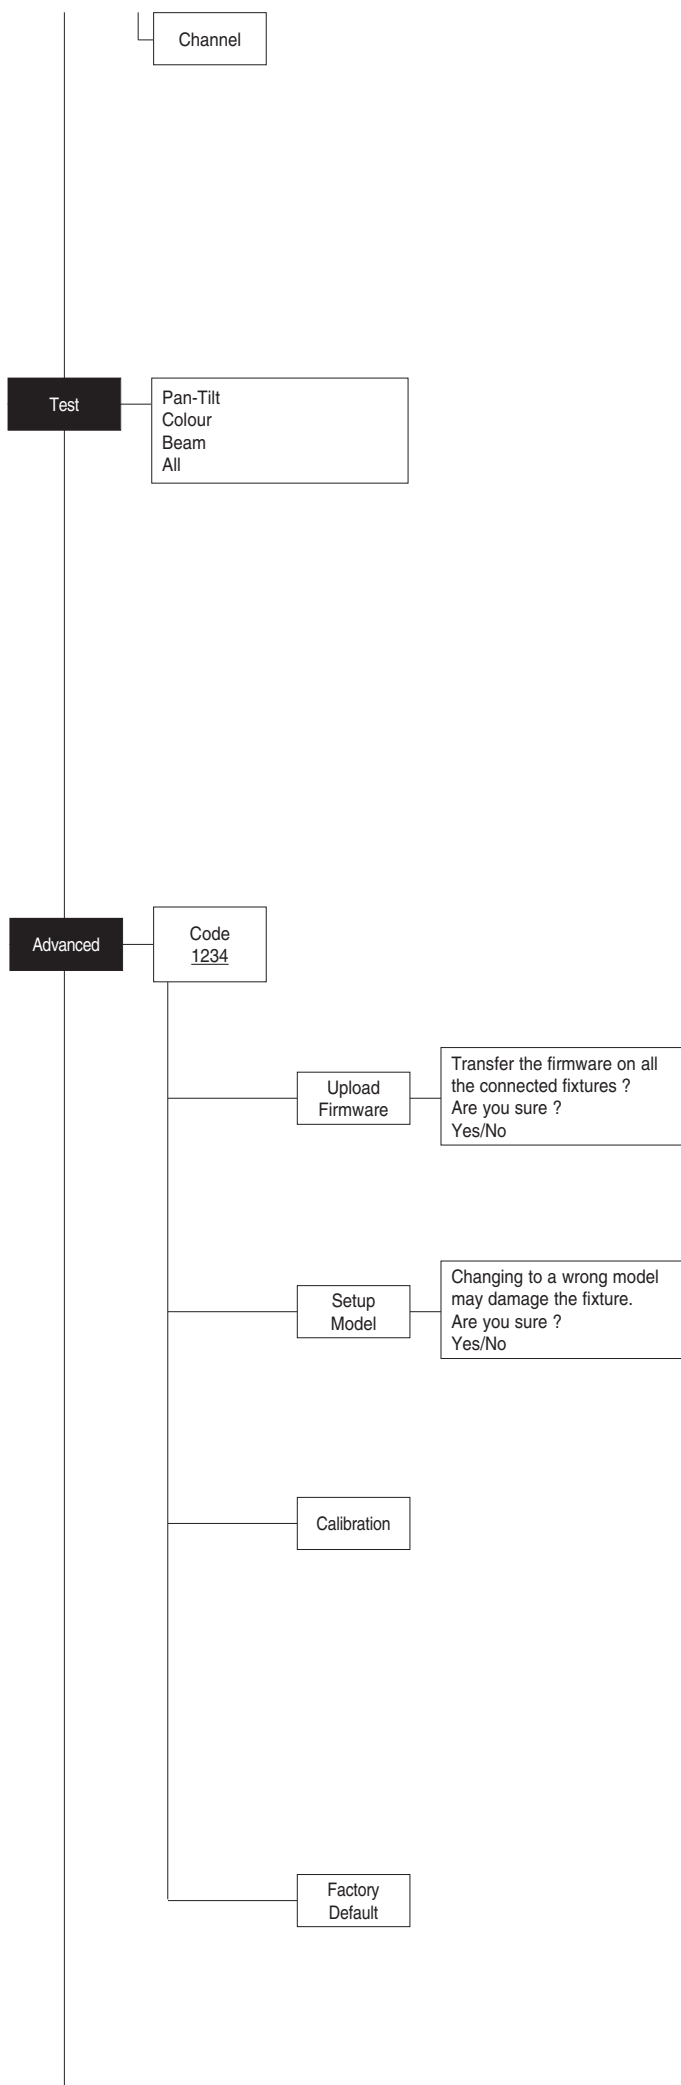 Channel
Test
Pan-Tilt
Colour
Beam
All
Advanced
Code
1234
Upload
Firmware
Transfer the firmware on all
the connected fixtures ?
Are you sure ?
Yes/No
Setup
Model
Changing to a wrong model
may damage the fixture.
Are you sure ?
Yes/No
Calibration
Factory
Default